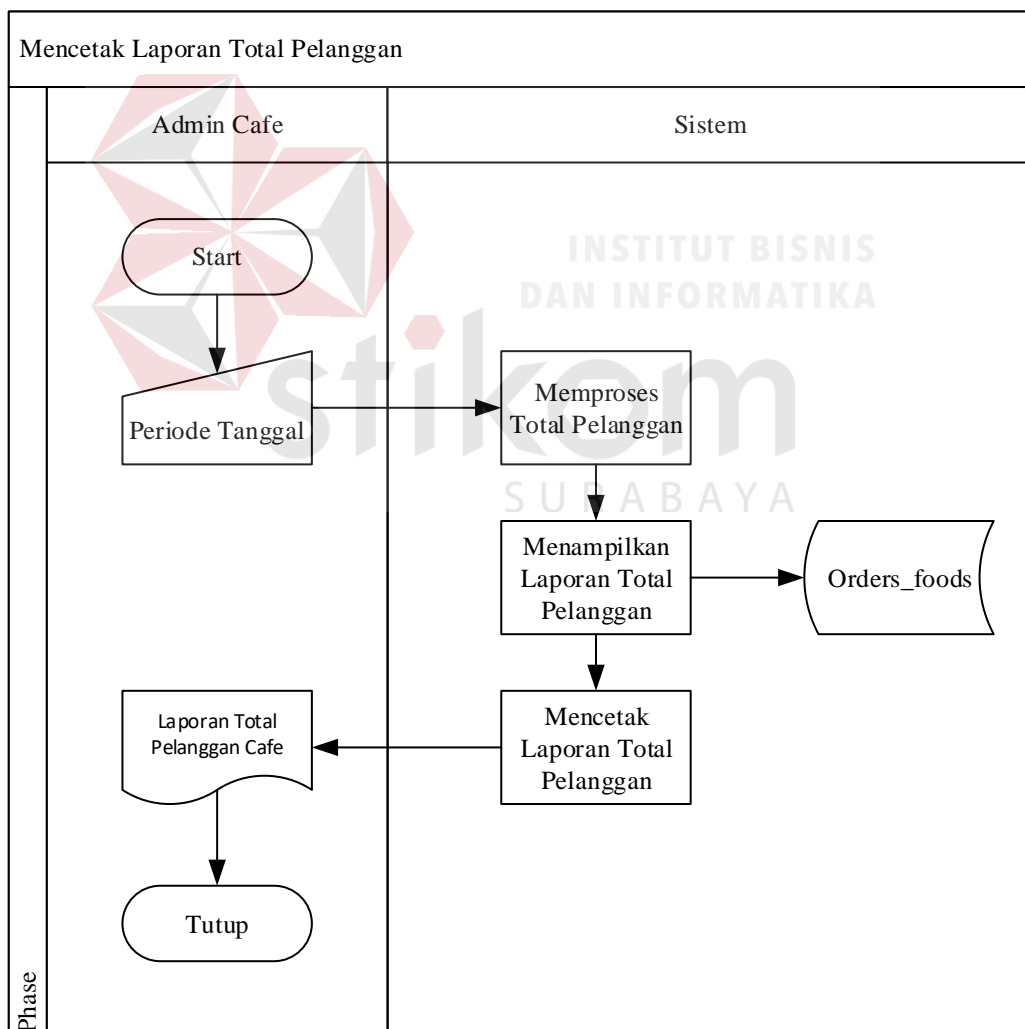 Mencetak Laporan Total Pelanggan
Admin Cafe
Sistem
Start
INSTITUT BISNIS
DAN INFORMATIKA
stikom
SURABAYA
Periode Tanggal
Memproses
Total Pelanggan
Menampilkan
Laporan Total
Pelanggan
Orders_foods
Mencetak
Laporan Total
Pelanggan
Laporan Total
Pelanggan Cafe
Tutup
Phase